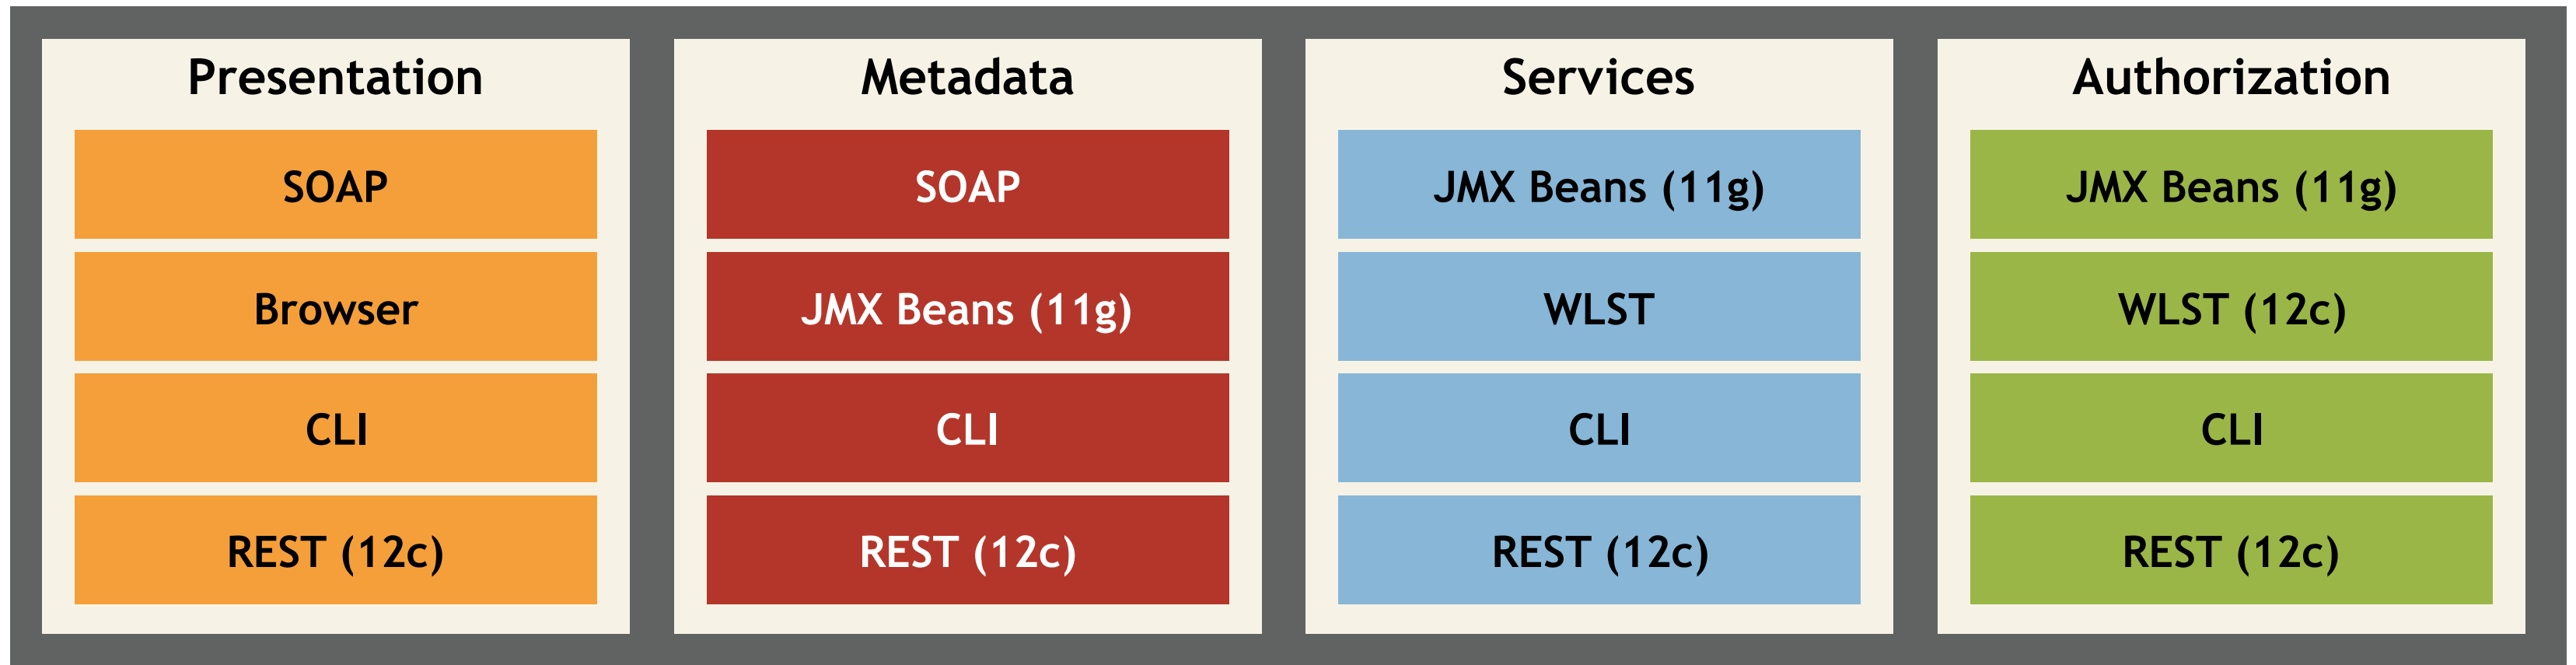 Presentation
SOAP
Browser
CLI
REST (12c)
Metadata
SOAP
JMX Beans (11g)
CLI
REST (12c)
Services
JMX Beans (11g)
WLST
CLI
REST (12c)
Authorization
JMX Beans (11g)
WLST (12c)
CLI
REST (12c)